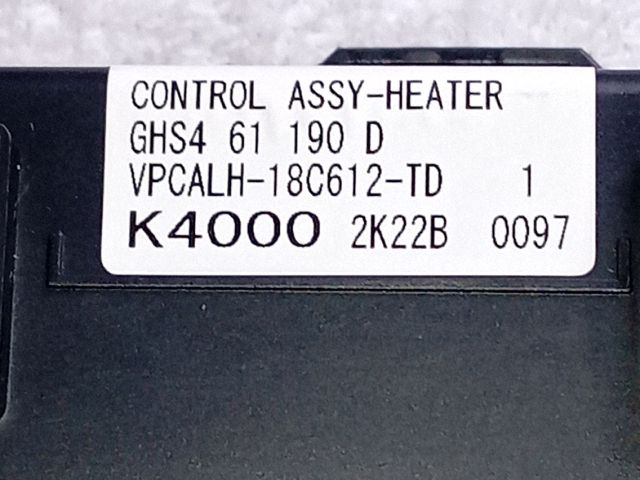 CONTROL ASSY-HEATER
GHS4 61 190 D
VPCALH-18C612-TD 1
K4000 2K22B 0097